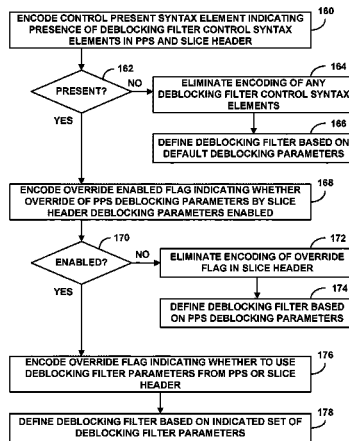 160
ENCODE CONTROL PRESENT SYNTAX ELEMENT INDICATING
PRESENCE OF DEBLOCKING FILTER CONTROL SYNTAX
ELEMENTS IN PPS AND SLICE HEADER
162
PRESENT?
NO
YES
164
ELIMINATE ENCODING OF ANY
DEBLOCKING FILTER CONTROL SYNTAX
ELEMENTS
166
DEFINE DEBLOCKING FILTER BASED ON
DEFAULT DEBLOCKING PARAMETERS
168
ENCODE OVERRIDE ENABLED FLAG INDICATING WHETHER
OVERRIDE OF PPS DEBLOCKING PARAMETERS BY SLICE
HEADER DEBLOCKING PARAMETERS ENABLED
170
ENABLED?
NO
YES
172
ELIMINATE ENCODING OF OVERRIDE
FLAG IN SLICE HEADER
174
DEFINE DEBLOCKING FILTER BASED
ON PPS DEBLOCKING PARAMETERS
176
ENCODE OVERRIDE FLAG INDICATING WHETHER TO USE
DEBLOCKING FILTER PARAMETERS FROM PPS OR SLICE
HEADER
178
DEFINE DEBLOCKING FILTER BASED ON INDICATED SET OF
DEBLOCKING FILTER PARAMETERS